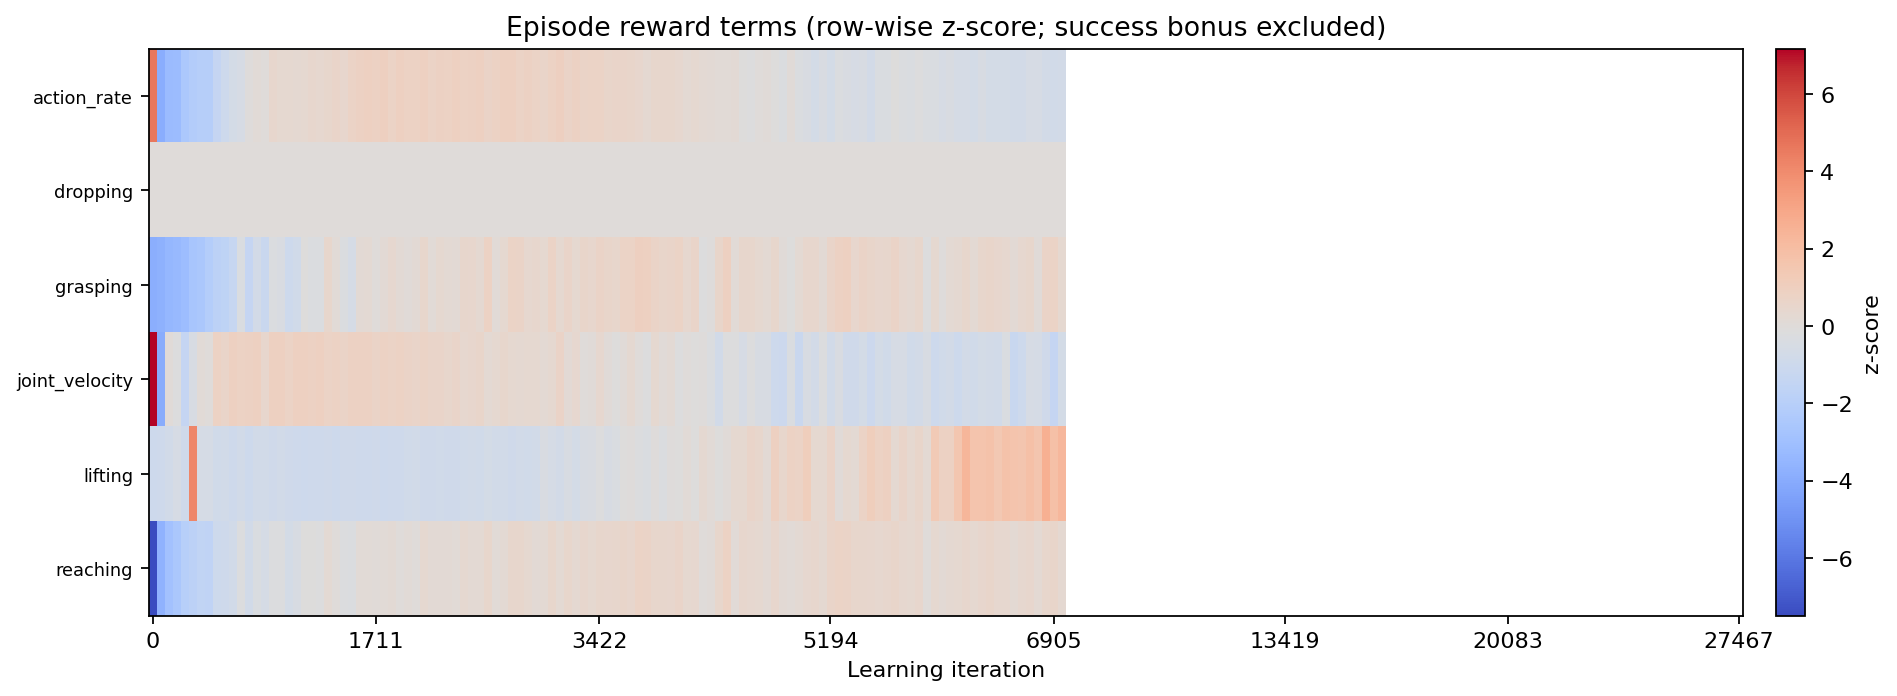 Episode reward terms (row-wise z-score; success bonus excluded)
action_rate
dropping
grasping
joint_velocity
lifting
reaching
0 1711 3422 5194 6905 13419 20083 27467
Learning iteration
6
4
2
0
−2
−4
−6
z-score